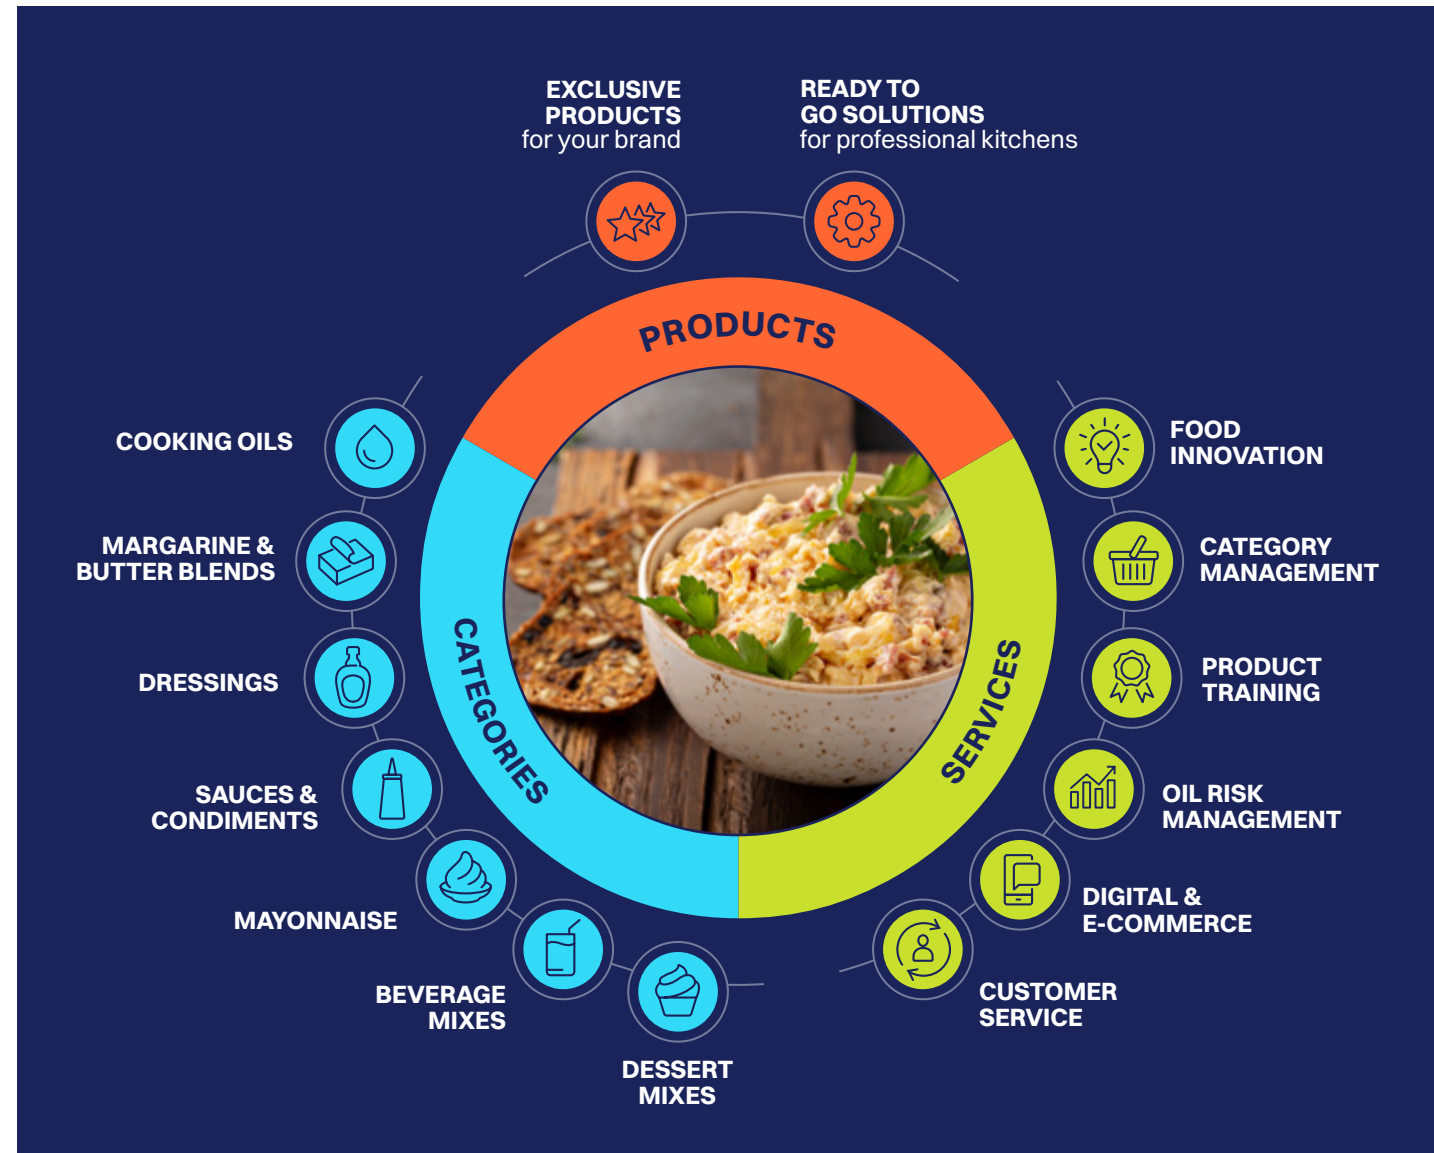 EXCLUSIVE
PRODUCTS
for your brand
READY TO
GO SOLUTIONS
for professional kitchens
PRODUCTS
CATEGORIES
COOKING OILS
MARGARINE &
BUTTER BLENDS
DRESSINGS
SAUCES &
CONDIMENTS
MAYONNAISE
BEVERAGE
MIXES
DESSERT
MIXES
SERVICES
FOOD
INNOVATION
CATEGORY
MANAGEMENT
PRODUCT
TRAINING
OIL RISK
MANAGEMENT
DIGITAL &
E-COMMERCE
CUSTOMER
SERVICE